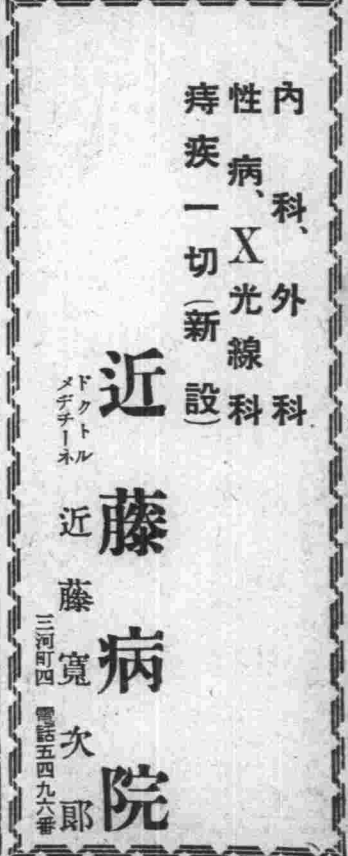 内科、外科
性病、X光線科
痔疾一切(新設)
近藤病院
ドクトル
メデチーネ
近藤寛次郎
三河町四 電話五四九六番